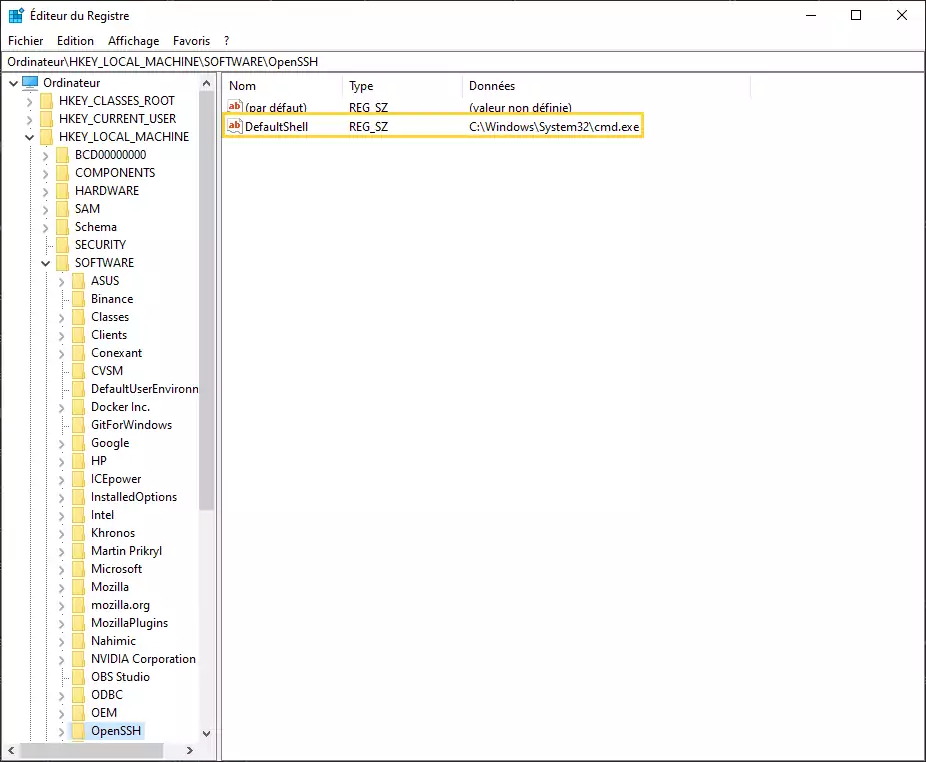 Éditeur du Registre
Fichier Edition Affichage Favoris ?
Ordinateur\HKEY_LOCAL_MACHINE\SOFTWARE\OpenSSH
Ordinateur
HKEY_CLASSES_ROOT
HKEY_CURRENT_USER
HKEY_LOCAL_MACHINE
BCD00000000
COMPONENTS
HARDWARE
SAM
Schema
SECURITY
SOFTWARE
ASUS
Binance
Classes
Clients
Conexant
CVSM
DefaultUserEnvironn
Docker Inc.
GitForWindows
Google
HP
ICEpower
InstalledOptions
Intel
Khronos
Martin Prikryl
Microsoft
Mozilla
mozilla.org
MozillaPlugins
Nahimic
NVIDIA Corporation
OBS Studio
ODBC
OEM
OpenSSH
Nom Type Données
ab (par défaut) REG_SZ (valeur non définie)
ab DefaultShell REG_SZ C:\Windows\System32\cmd.exe